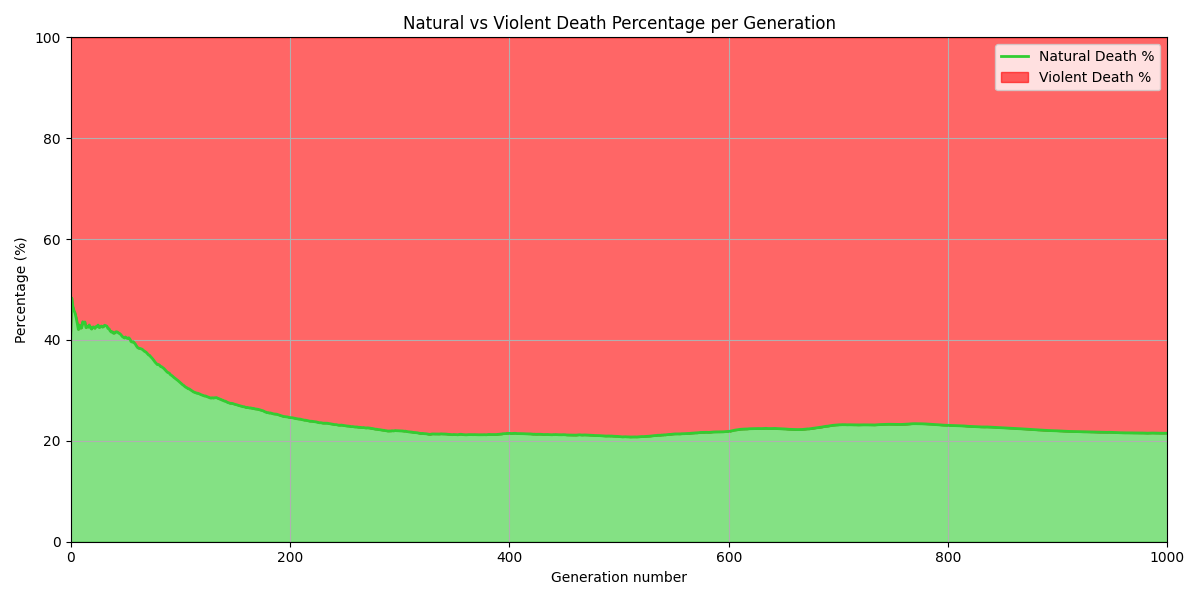 Natural vs Violent Death Percentage per Generation
Natural Death %
Violent Death %
Percentage (%)
100
80
60
40
20
0
0 200 400 600 800 1000
Generation number